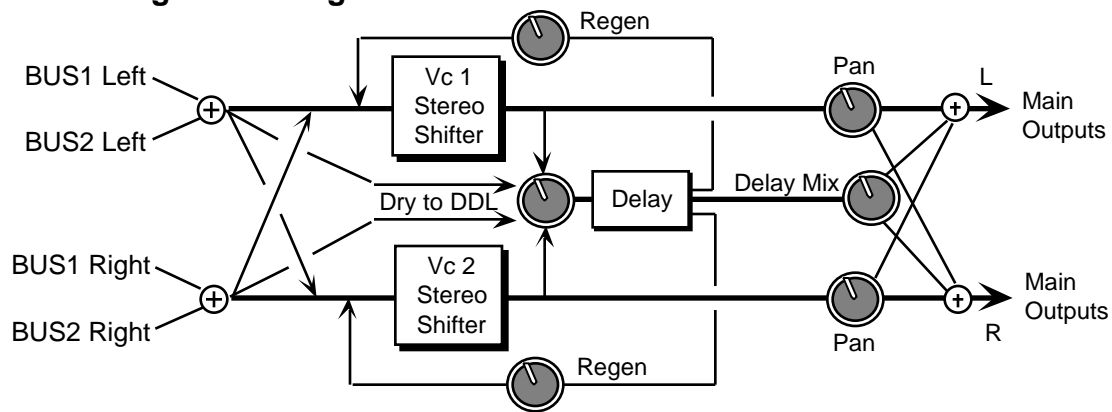 Regen
BUS1 Left
BUS2 Left
Vc 1
Stereo
Shifter
Pan
L
Main
Outputs
Dry to DDL
Delay
Delay Mix
BUS1 Right
BUS2 Right
Vc 2
Stereo
Shifter
Pan
R
Main
Outputs
Regen